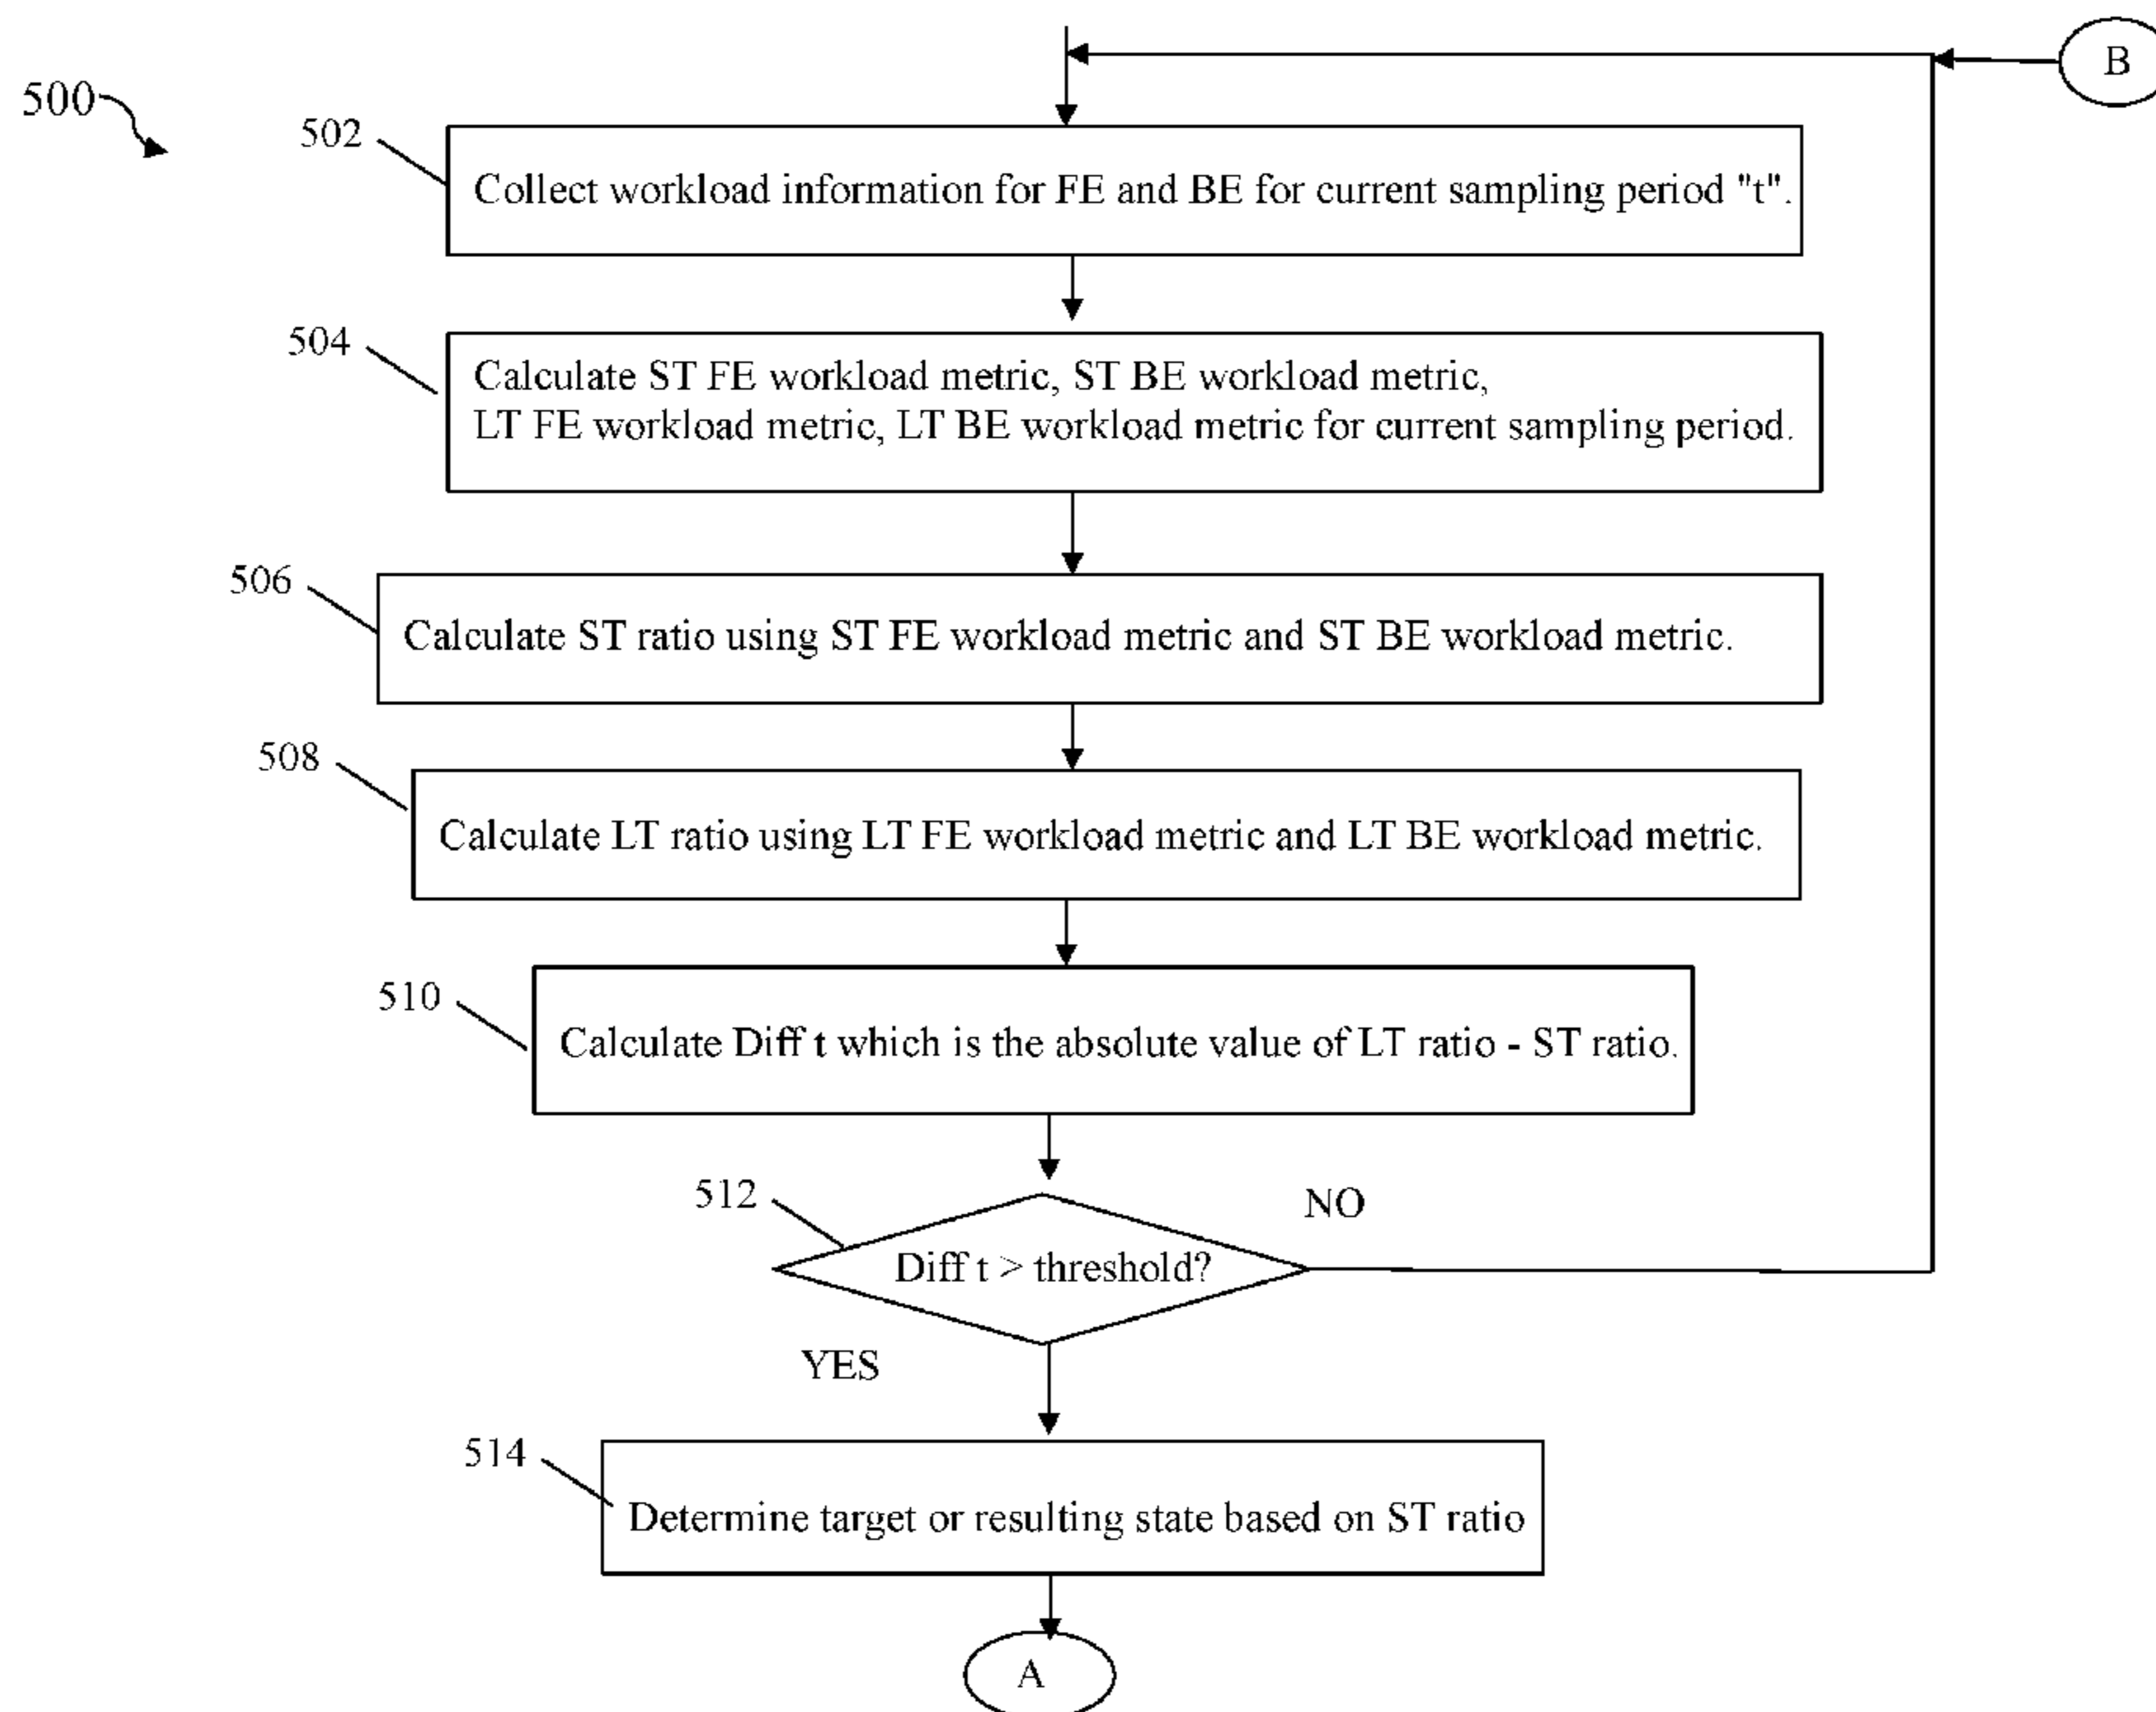 B
500
502
Collect workload information for FE and BE for current sampling period "t".
504
Calculate ST FE workload metric, ST BE workload metric,
LT FE workload metric, LT BE workload metric for current sampling period.
506
Calculate ST ratio using ST FE workload metric and ST BE workload metric.
508
Calculate LT ratio using LT FE workload metric and LT BE workload metric.
510
Calculate Diff t which is the absolute value of LT ratio - ST ratio.
512
NO
Diff t > threshold?
YES
514
Determine target or resulting state based on ST ratio
A